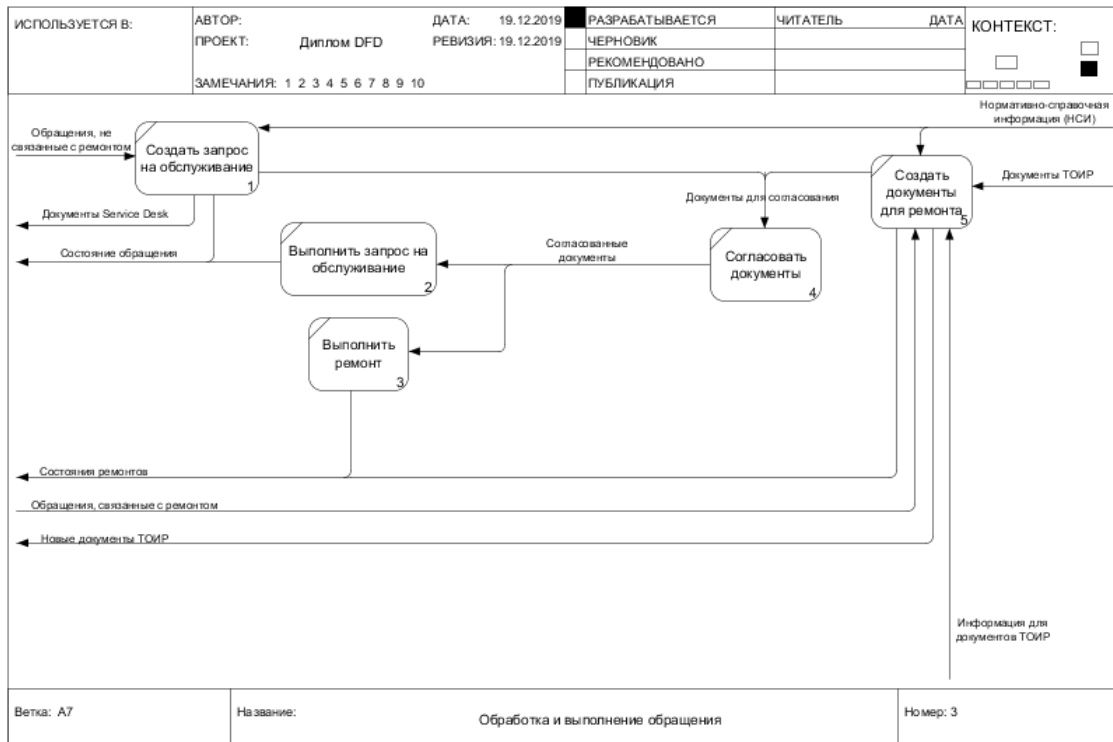 ИСПОЛЬЗУЕТСЯ В:
АВТОР:
ДАТА: 19.12.2019
РАЗРАБАТЫВАЕТСЯ
ЧИТАТЕЛЬ
ДАТА
КОНТЕКСТ:
ПРОЕКТ: Диплом DFD
РЕВИЗИЯ: 19.12.2019
ЧЕРНОВИК
РЕКОМЕНДОВАНО
ЗАМЕЧАНИЯ: 1 2 3 4 5 6 7 8 9 10
ПУБЛИКАЦИЯ
Нормативно-справочная
информация (НСИ)
Обращения, не
связанные с ремонтом
Создать запрос
на обслуживание
1
Создать
документы
для ремонта
5
Документы ТОИР
Документы для согласования
Документы Service Desk
Состояние обращения
Выполнить запрос на
обслуживание
2
Согласованные
документы
Согласовать
документы
4
Выполнить
ремонт
3
Состояния ремонтов
Обращения, связанные с ремонтом
Новые документы ТОИР
Информация для
документов ТОИР
Ветка: A7
Название:
Обработка и выполнение обращения
Номер: 3